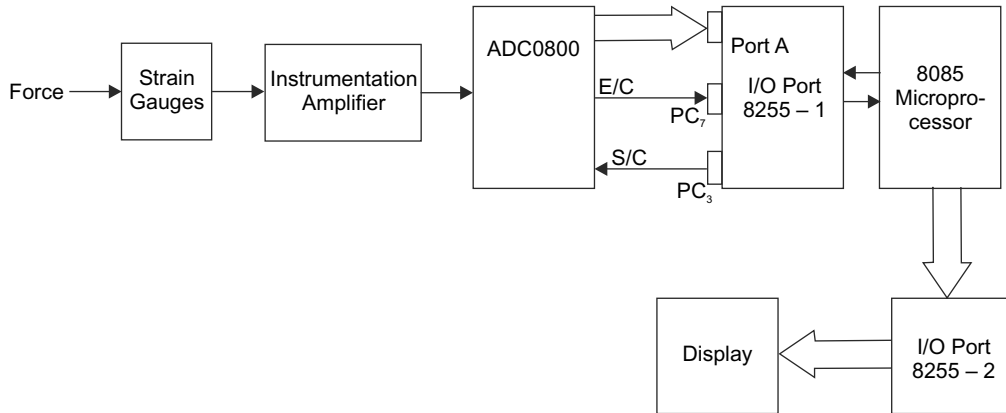 Force
Strain
Gauges
Instrumentation
Amplifier
ADC0800
E/C
S/C
Port A
I/O Port
8255 – 1
PC₇
PC₃
8085
Micropro-
cessor
Display
I/O Port
8255 – 2